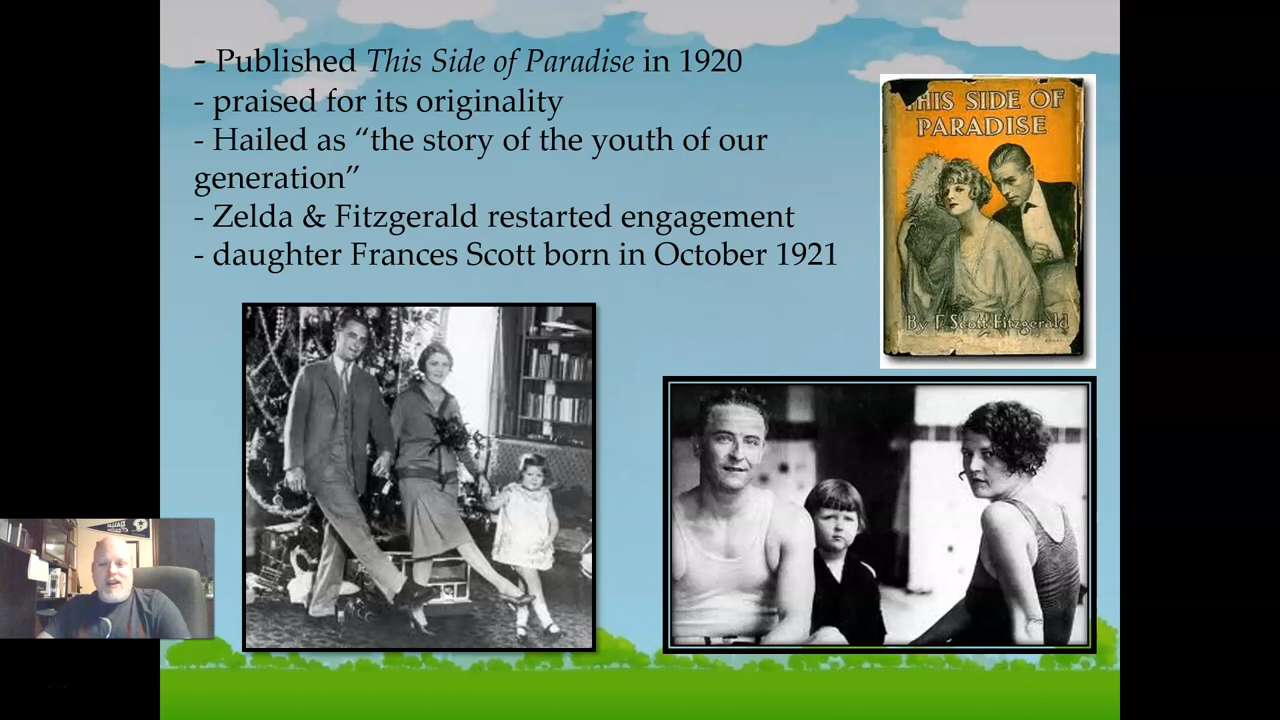 - Published This Side of Paradise in 1920
- praised for its originality
- Hailed as “the story of the youth of our
generation”
- Zelda & Fitzgerald restarted engagement
- daughter Frances Scott born in October 1921
THIS SIDE OF
PARADISE
By F. Scott Fitzgerald